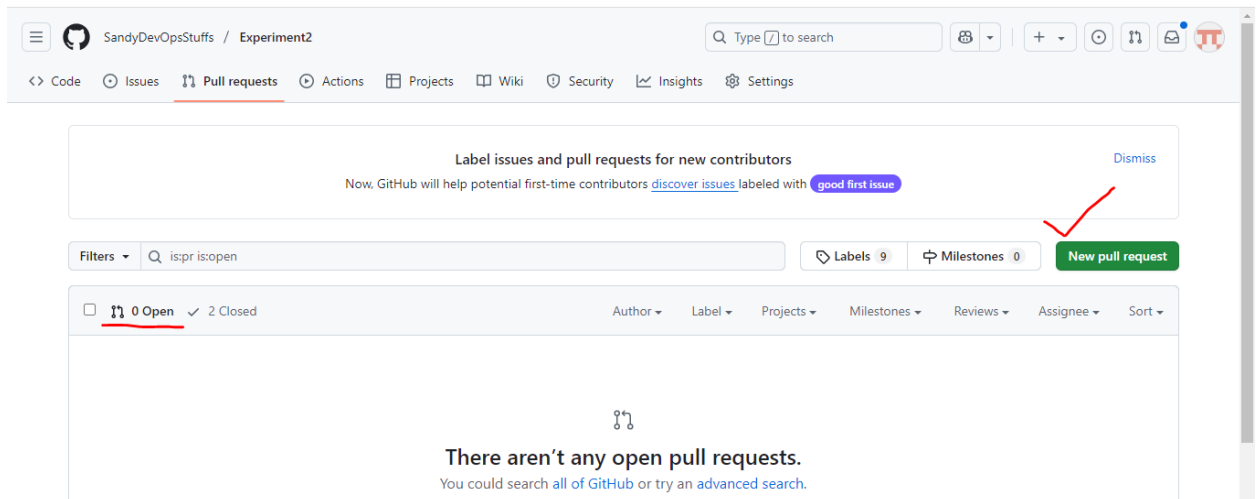 SandyDevOpsStuffs / Experiment2
Type / to search
Code Issues Pull requests Actions Projects Wiki Security Insights Settings
Label issues and pull requests for new contributors
Dismiss
Now, GitHub will help potential first-time contributors discover issues labeled with good first issue
Filters is:pr is:open Labels 9 Milestones 0 New pull request
0 Open 2 Closed Author Label Projects Milestones Reviews Assignee Sort
There aren’t any open pull requests.
You could search all of GitHub or try an advanced search.